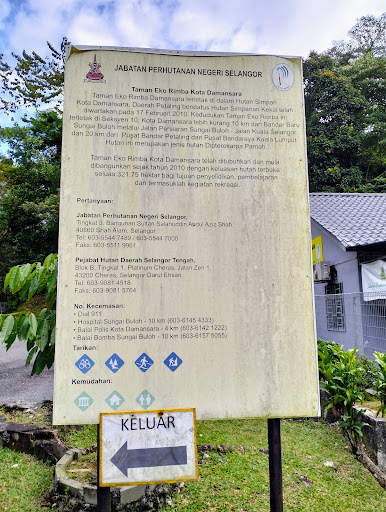 JABATAN PERHUTANAN NEGERI SELANGOR
Taman Eko Rimba Kota Damansara
Taman Eko Rimba Damansara terletak di dalam Hutan Simpan
Kota Damansara, Daerah Petaling berstatus Hutan Simpanan Kekal telah
diwartakan pada 17 Februari 2010. Kedudukan Taman Eko Rimba ini
terletak di Seksyen 10, Kota Damansara lebih kurang 10 km dari Bandar Baru
Sungai Buloh melalui Jalan Persiaran Sungai Buloh - Jalan Kuala Selangor
dan 20 km dari Pusat Bandar Petaling dan Pusat Bandaraya Kuala Lumpur.
Hutan ini merupakan jenis hutan Dipterokarpa Pamah.
Taman Eko Rimba Kota Damansara telah ditubuhkan dan mula
dibangunkan sejak tahun 2010 dengan keluasan hutan terbuka
seluas 321.75 hektar bagi tujuan penyelidikan, pembelajaran
dan termasuklah kegiatan rekreasi.
Pertanyaan:
Jabatan Perhutanan Negeri Selangor,
Tingkat 3, Bangunan Sultan Salahuddin Abdul Aziz Shah,
40660 Shah Alam, Selangor
Tel: 603-5544 7489 / 603-5544 7000
Faks: 603-5511 9961
Pejabat Hutan Daerah Selangor Tengah,
Blok B, Tingkat 1, Platinum Cheras, Jalan Zen 1
43200 Cheras, Selangor Darul Ehsan
Tel: 603-9081 4918
Faks: 603-9081 5764
No. Kecemasan:
• Dial 911
• Hospital Sungai Buloh - 10 km (603-6145 4333)
• Balai Polis Kota Damansara - 4 km (603-6142 1222)
• Balai Bomba Sungai Buloh - 10 km (603-6157 5055)
Tarikan:
Kemudahan:
KELUAR